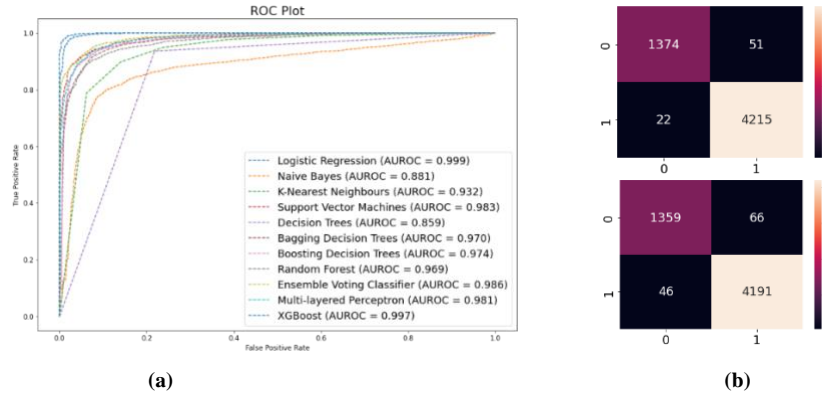 ROC Plot
1.0
0.8
0.6
0.4
0.2
0.0
True Positive Rate
Logistic Regression (AUROC = 0.999)
Naive Bayes (AUROC = 0.881)
K-Nearest Neighbours (AUROC = 0.932)
Support Vector Machines (AUROC = 0.983)
Decision Trees (AUROC = 0.859)
Bagging Decision Trees (AUROC = 0.970)
Boosting Decision Trees (AUROC = 0.974)
Random Forest (AUROC = 0.969)
Ensemble Voting Classifier (AUROC = 0.986)
Multi-layered Perceptron (AUROC = 0.981)
XGBoost (AUROC = 0.997)
0.0 0.2 0.4 0.6 0.8 1.0
False Positive Rate
(a)
0 1374 51
1 22 4215
0 1
0 1359 66
1 46 4191
0 1
(b)